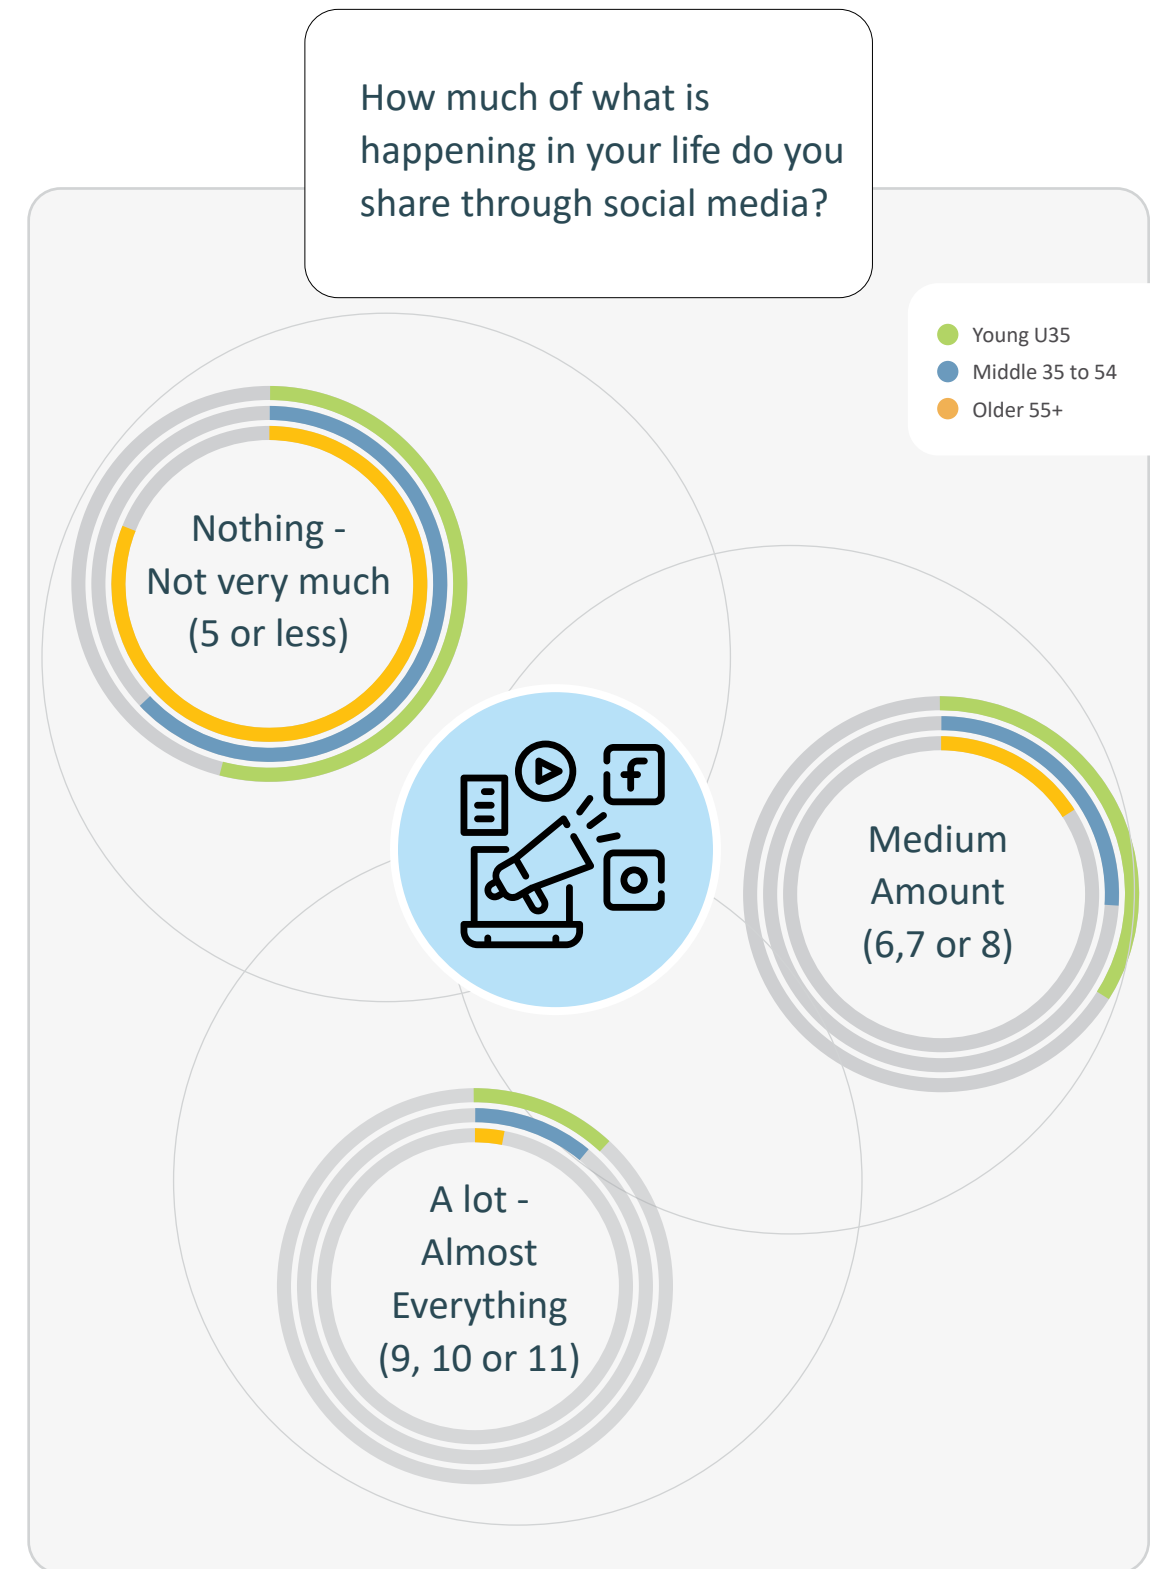 How much of what is
happening in your life do you
share through social media?
Young U35
Middle 35 to 54
Older 55+
Nothing -
Not very much
(5 or less)
Medium
Amount
(6,7 or 8)
A lot -
Almost
Everything
(9, 10 or 11)